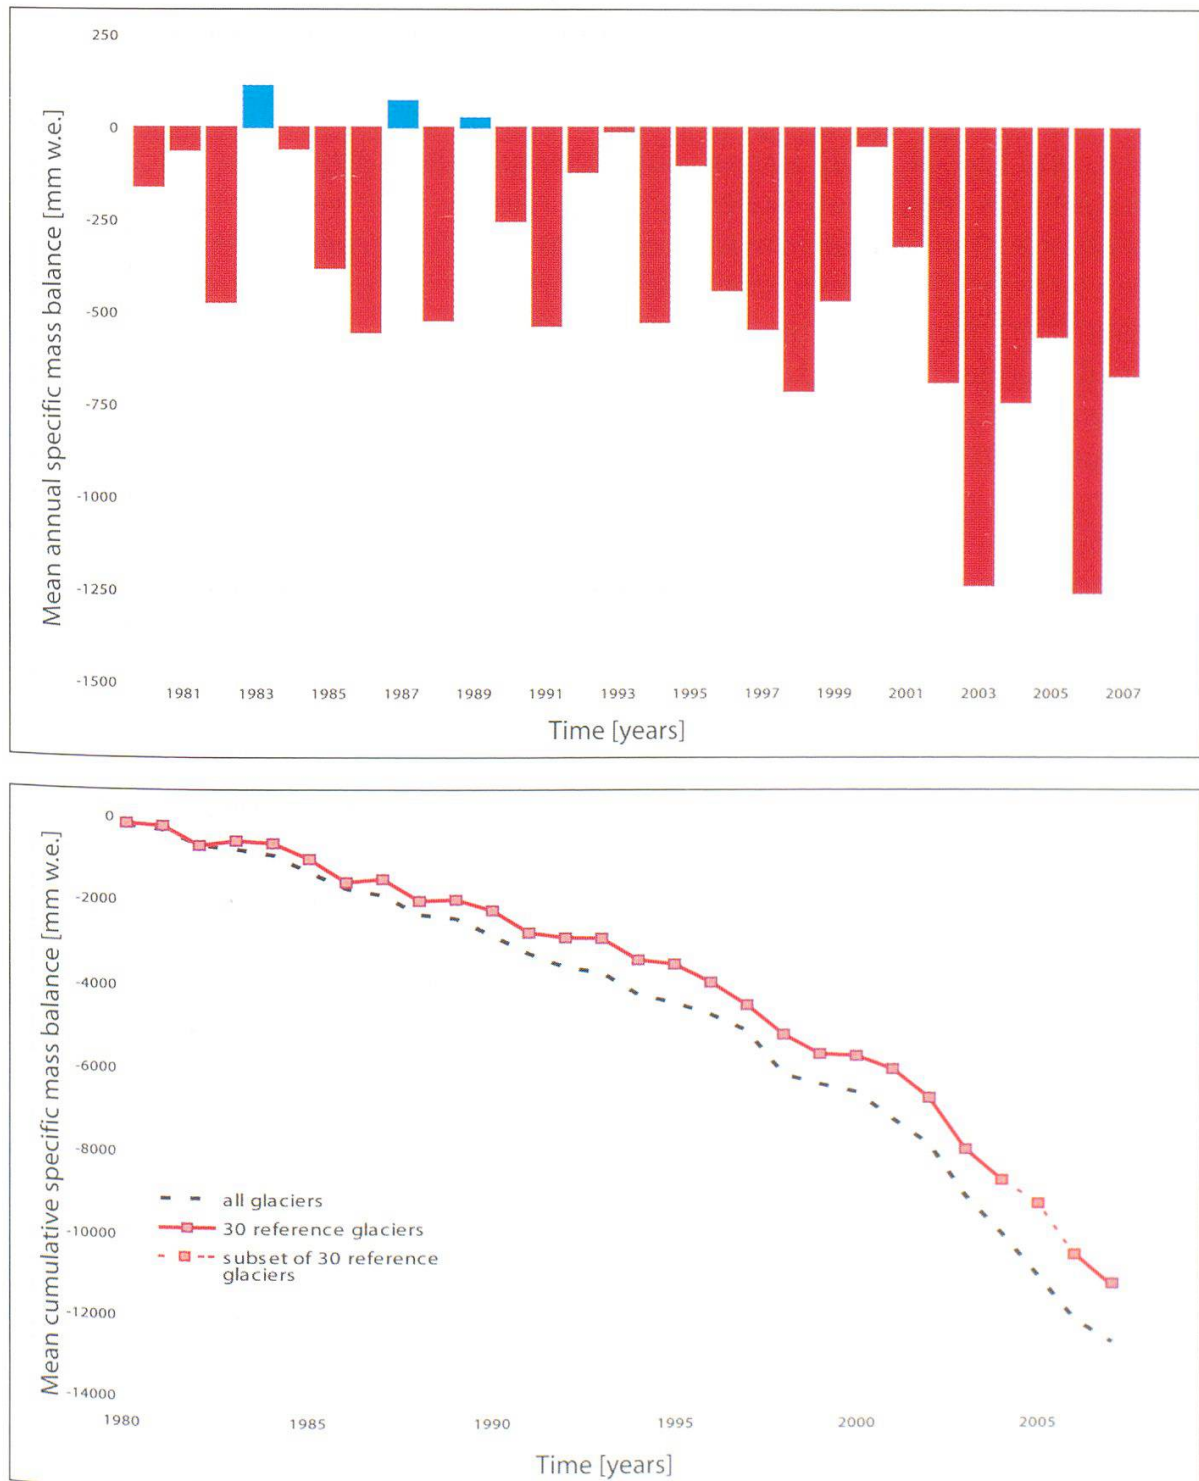 250
0
-250
-500
-750
-1000
-1250
-1500
Mean annual specific mass balance [mm w.e.]
1981 1983 1985 1987 1989 1991 1993 1995 1997 1999 2001 2003 2005 2007
Time [years]
0
-2000
-4000
-6000
-8000
-10000
-12000
-14000
Mean cumulative specific mass balance [mm w.e.]
all glaciers
30 reference glaciers
subset of 30 reference
glaciers
1980 1985 1990 1995 2000 2005
Time [years]